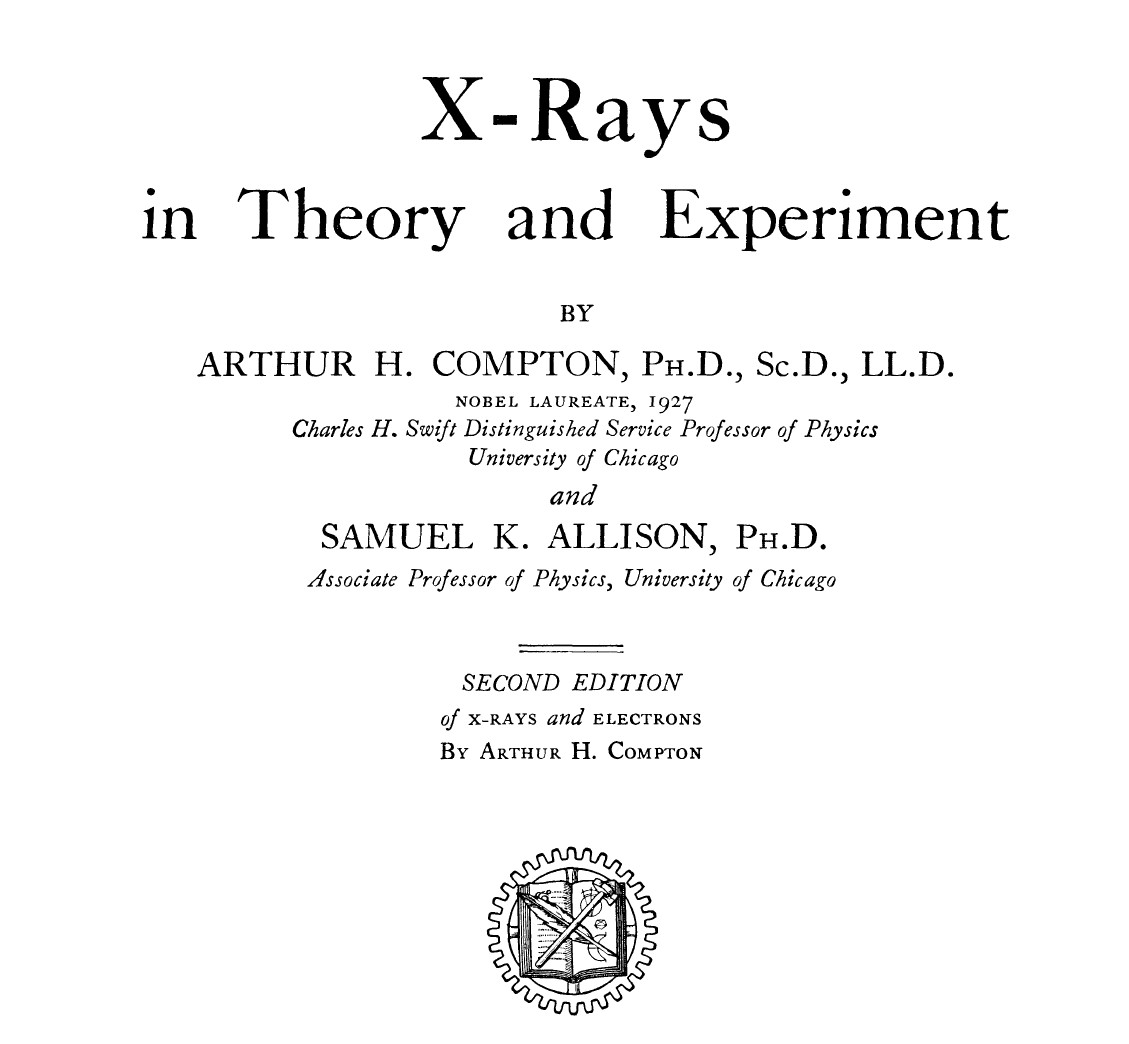 X-Rays
in Theory and Experiment
BY
ARTHUR H. COMPTON, PH.D., Sc.D., LL.D.
NOBEL LAUREATE, 1927
Charles H. Swift Distinguished Service Professor of Physics
University of Chicago
and
SAMUEL K. ALLISON, PH.D.
Associate Professor of Physics, University of Chicago
SECOND EDITION
of X-RAYS and ELECTRONS
BY ARTHUR H. COMPTON